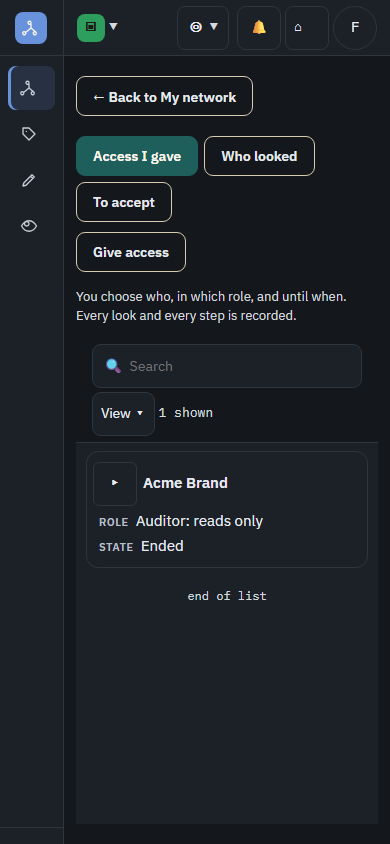 F
← Back to My network
Access I gave
Who looked
To accept
Give access
You choose who, in which role, and until when.
Every look and every step is recorded.
Search
View
1 shown
Acme Brand
ROLE Auditor: reads only
STATE Ended
end of list